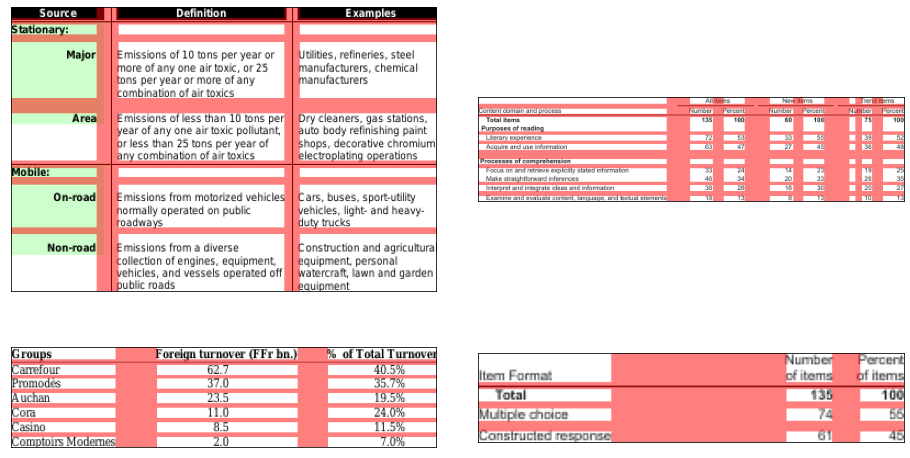 Source Definition Examples
Stationary:
Major Emissions of 10 tons per year or Utilities, refineries, steel
more of any one air toxic, or 25 manufacturers, chemical
tons per year or more of any manufacturers
combination of air toxics
Area Emissions of less than 10 tons per Dry cleaners, gas stations,
year of any one air toxic pollutant, auto body refinishing paint
or less than 25 tons per year of shops, decorative chromium
any combination of air toxics electroplating operations
Mobile:
On-road Emissions from motorized vehicles Cars, buses, sport-utility
normally operated on public vehicles, light- and heavy-
roadways duty trucks
Non-road Emissions from a diverse Construction and agricultural
collection of engines, equipment, equipment, personal
vehicles, and vessels operated off watercraft, lawn and garden
public roads equipment
All items New items Trend items
Content domain and process Number Percent Number Percent Number Percent
Total items 135 100 60 100 75 100
Purposes of reading
Literary experience 72 53 33 55 39 52
Acquire and use information 63 47 27 45 36 48
Processes of comprehension
Focus on and retrieve explicitly stated information 33 24 14 23 19 25
Make straightforward inferences 46 34 20 33 26 35
Interpret and integrate ideas and information 38 28 18 30 20 27
Examine and evaluate content, language, and textual elements 18 13 8 13 10 13
Groups Foreign turnover (FFr bn.) % of Total Turnover
Carrefour 62.7 40.5%
Promodès 37.0 35.7%
Auchan 23.5 19.5%
Cora 11.0 24.0%
Casino 8.5 11.5%
Comptoirs Modernes 2.0 7.0%
Number Percent
Item Format of items of items
Total 135 100
Multiple choice 74 55
Constructed response 61 45